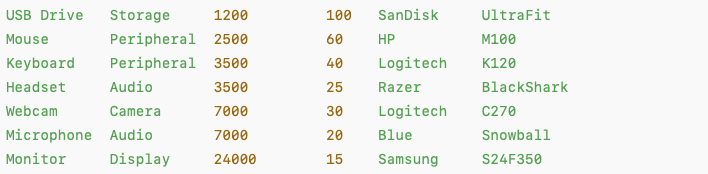 USB Drive Storage 1200 100 SanDisk UltraFit
Mouse Peripheral 2500 60 HP M100
Keyboard Peripheral 3500 40 Logitech K120
Headset Audio 3500 25 Razer BlackShark
Webcam Camera 7000 30 Logitech C270
Microphone Audio 7000 20 Blue Snowball
Monitor Display 24000 15 Samsung S24F350